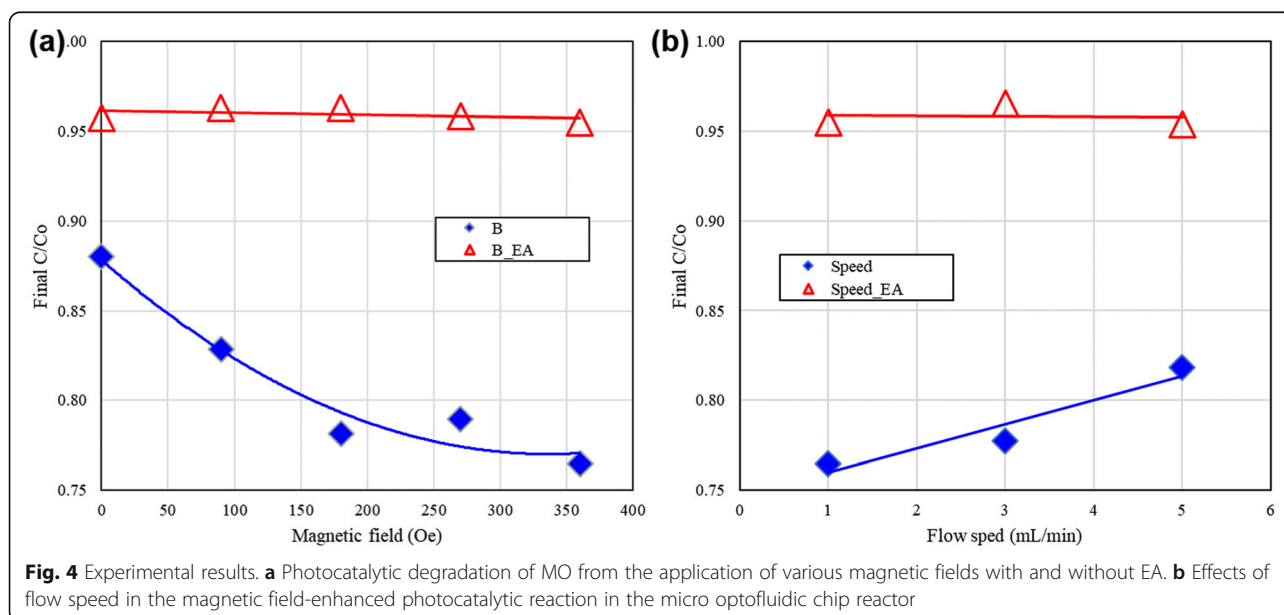 (a)
1.00
0.95
0.90
0.85
0.80
0.75
Final C/Co
B
B_EA
0 50 100 150 200 250 300 350 400
Magnetic field (Oe)
(b)
1.00
0.95
0.90
0.85
0.80
0.75
Final C/Co
Speed
Speed_EA
0 1 2 3 4 5 6
Flow sped (mL/min)
Fig. 4 Experimental results. a Photocatalytic degradation of MO from the application of various magnetic fields with and without EA. b Effects of
flow speed in the magnetic field-enhanced photocatalytic reaction in the micro optofluidic chip reactor